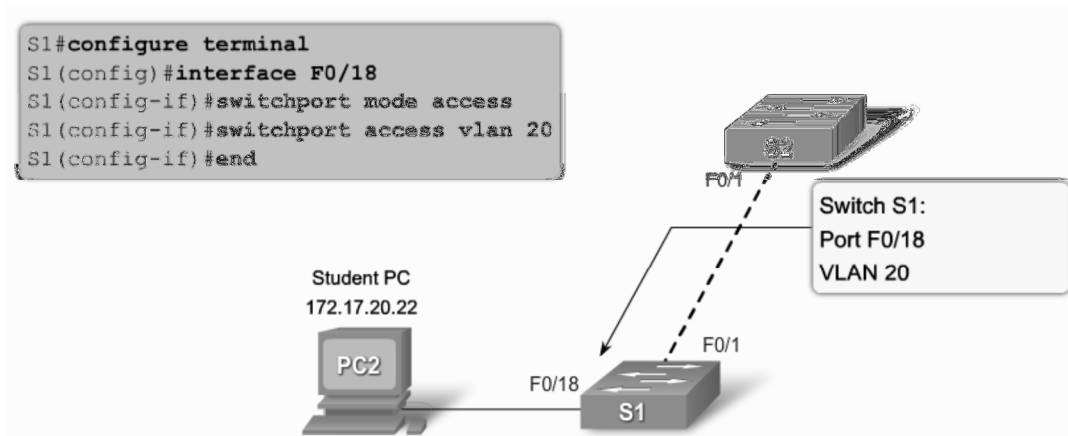 S1#configure terminal
S1(config)#interface F0/18
S1(config-if)#switchport mode access
S1(config-if)#switchport access vlan 20
S1(config-if)#end
S2
F0/1
Switch S1:
Port F0/18
VLAN 20
Student PC
172.17.20.22
PC2
F0/18
F0/1
S1